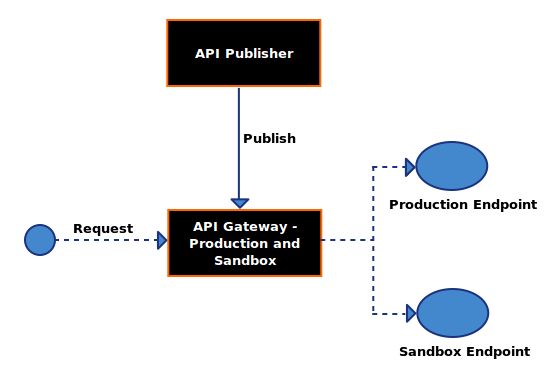 API Publisher
Publish
Request
API Gateway -
Production and
Sandbox
Production Endpoint
Sandbox Endpoint